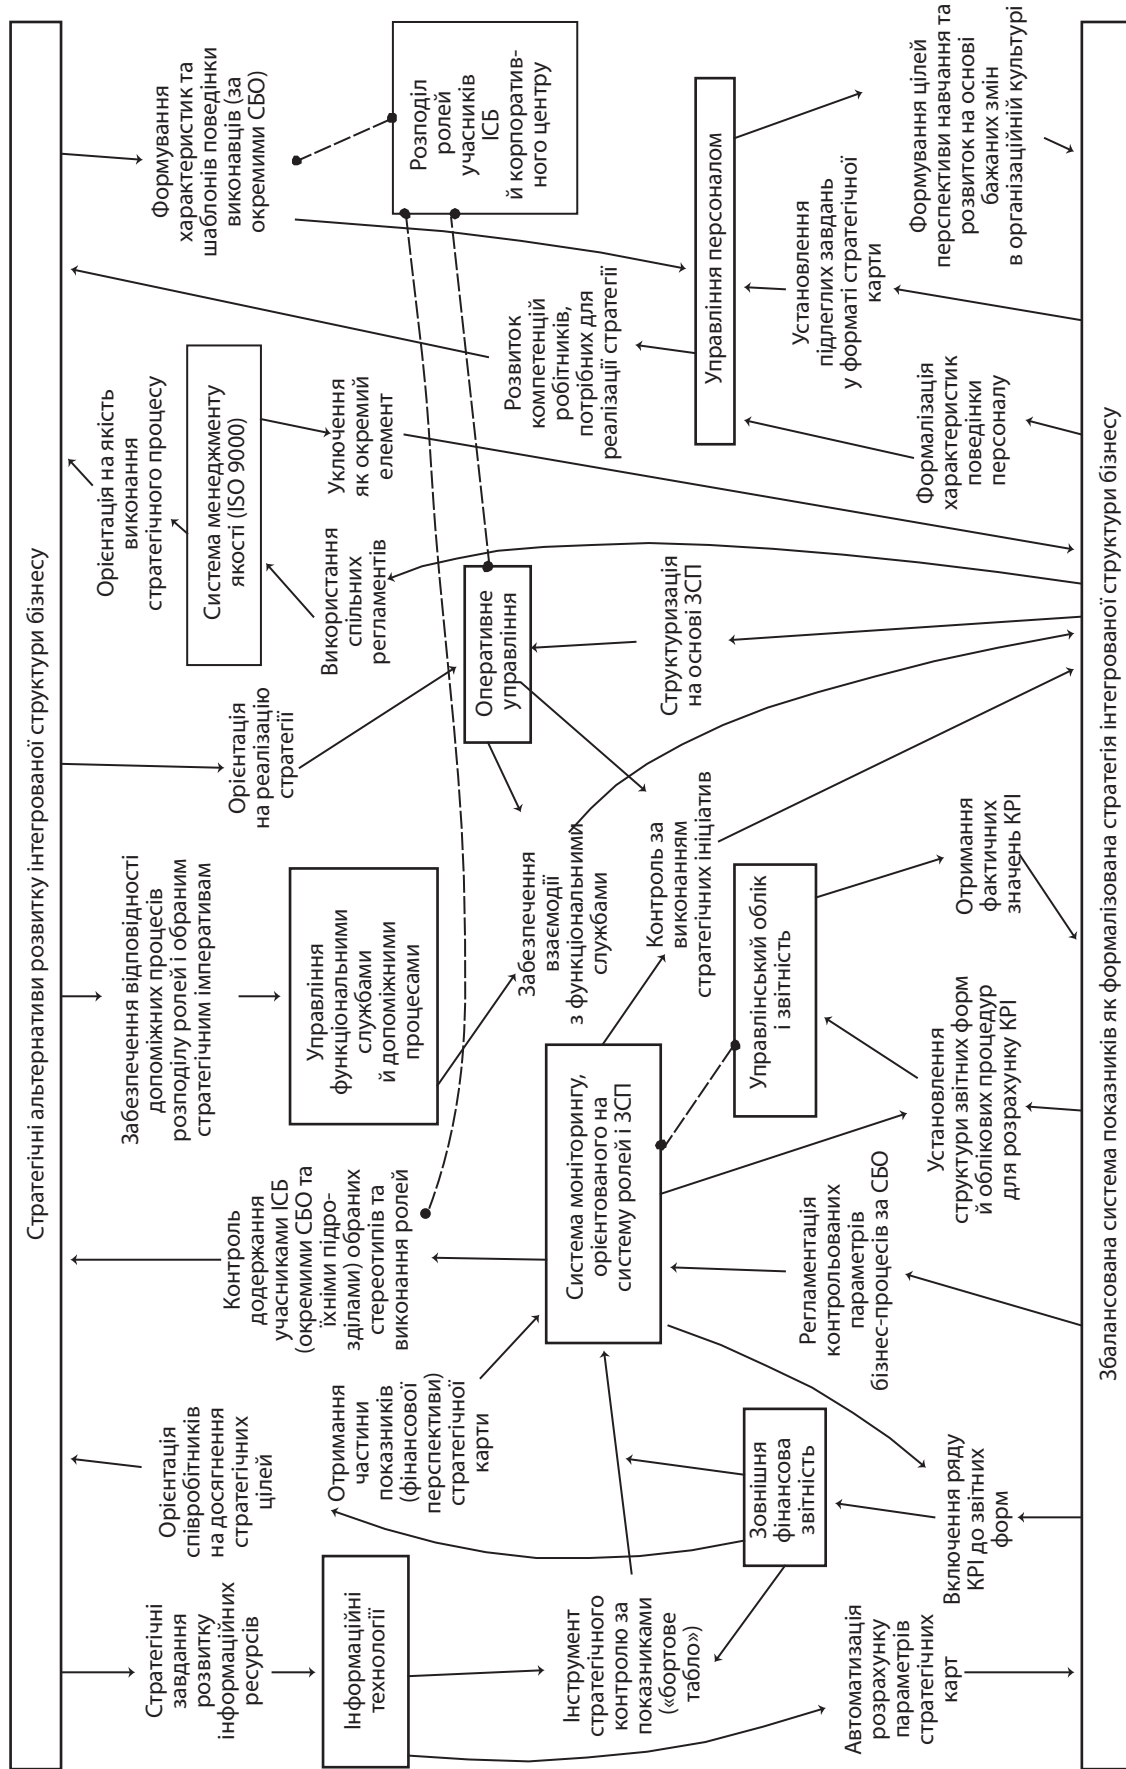 Стратегічні альтернативи розвитку інтегрованої структури бізнесу
Стратегічні
завдання
розвитку
інформаційних
ресурсів
Орієнтація
співробітників
на досягнення
стратегічних
цілей
Контроль
додержання
учасниками ІСБ
(окремими СБО та
їхніми підро-
зділами) обраних
стереотипів та
виконання ролей
Забезпечення відповідності
допоміжних процесів
розподілу ролей і обраним
стратегічним імперативам
Орієнтація
на реалізацію
стратегії
Орієнтація на якість
виконання
стратегічного процесу
Формування
характеристик та
шаблонів поведінки
виконавців (за
окремими СБО)
Інформаційні
технології
Отримання
частини
показників
(фінансової
перспективи)
стратегічної
карти
Управління
функціональними
службами
й допоміжними
процесами
Система менеджменту
якості (ISO 9000)
Використання
спільних
регламентів
Уключення
як окремий
елемент
Розподіл
ролей
учасників
ІСБ
й корпоратив-
ного центру
Інструмент
стратегічного
контролю за
показниками
(«бортове
табло»)
Система моніторингу,
орієнтованого на
систему ролей і ЗСП
Забезпечення
взаємодії
з функціональними
службами
Оперативне
управління
Розвиток
компетенцій
робітників,
потрібних для
реалізації стратегії
Зовнішня
фінансова
звітність
Контроль за
виконанням
стратегічних ініціатив
Управлінський облік
і звітність
Структуризація
на основі ЗСП
Управління персоналом
Автоматизація
розрахунку
параметрів
стратегічних
карт
Включення ряду
КРІ до звітних
форм
Регламентація
контрольованих
параметрів
бізнес-процесів за СБО
Установлення
структури звітних форм
й облікових процедур
для розрахунку КРІ
Отримання
фактичних
значень КРІ
Формалізація
характеристик
поведінки
персоналу
Установлення
підлеглих завдань
у форматі стратегічної
карти
Формування цілей
перспективи навчання та
розвиток на основі
бажаних змін
в організаційній культурі
Збалансована система показників як формалізована стратегія інтегрованої структури бізнесу